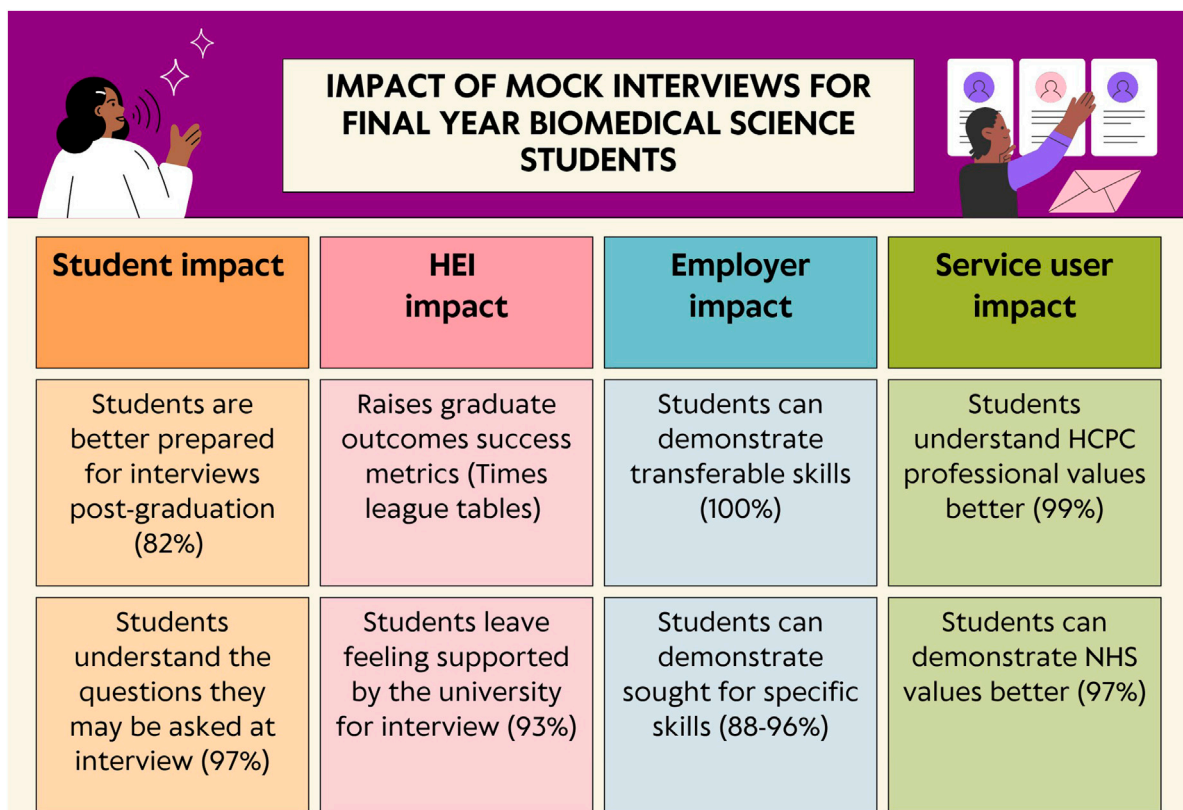 IMPACT OF MOCK INTERVIEWS FOR
FINAL YEAR BIOMEDICAL SCIENCE
STUDENTS
Student impact
HEI
impact
Employer
impact
Service user
impact
Students are
better prepared
for interviews
post-graduation
(82%)
Raises graduate
outcomes success
metrics (Times
league tables)
Students can
demonstrate
transferable skills
(100%)
Students
understand HCPC
professional values
better (99%)
Students
understand the
questions they
may be asked at
interview (97%)
Students leave
feeling supported
by the university
for interview (93%)
Students can
demonstrate
sought for specific
skills (88-96%)
Students can
demonstrate NHS
values better (97%)